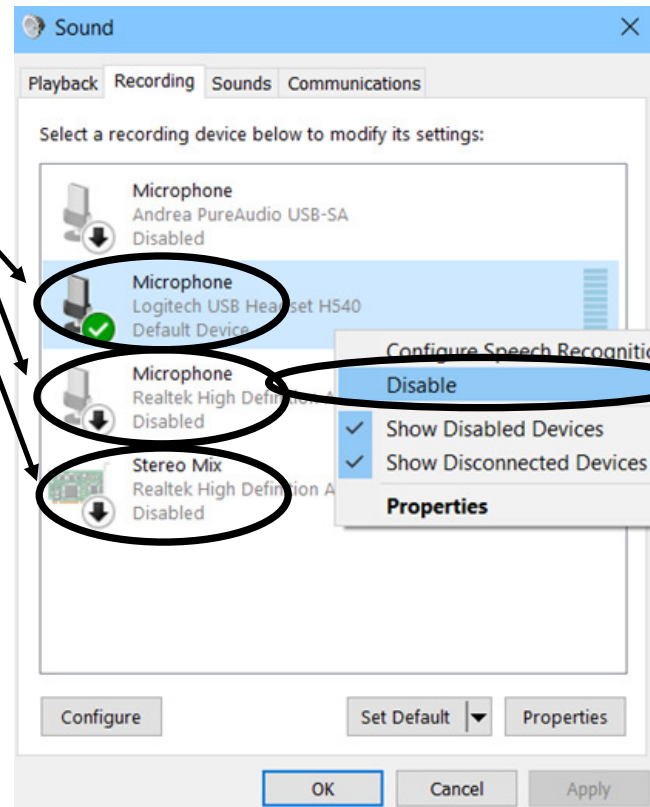 Sound
Playback Recording Sounds Communications
Select a recording device below to modify its settings:
Microphone
Andrea PureAudio USB-SA
Disabled
Microphone
Logitech USB Headset H540
Default Device
Configure Speech Recognitio
Microphone
Realtek High Definition A
Disabled
Disable
Show Disabled Devices
Show Disconnected Devices
Properties
Stereo Mix
Realtek High Definition A
Disabled
Configure Set Default Properties
OK Cancel Apply